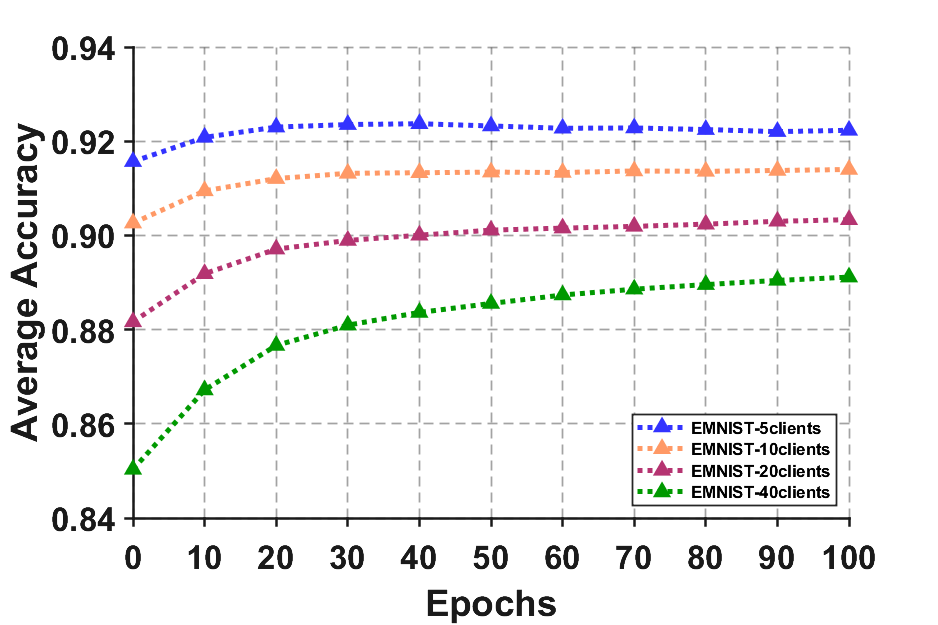 0.94
0.92
0.90
0.88
0.86
0.84
Average Accuracy
0 10 20 30 40 50 60 70 80 90 100
Epochs
EMNIST-5clients
EMNIST-10clients
EMNIST-20clients
EMNIST-40clients